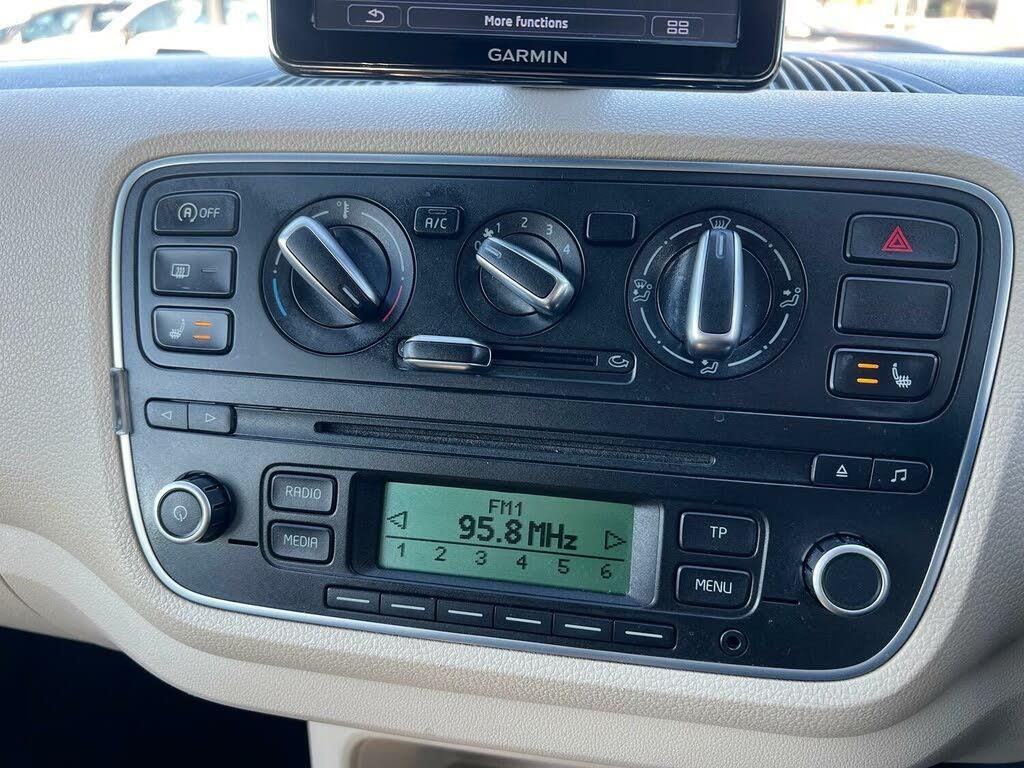 More functions
GARMIN
A OFF
A/C
0 1 2 3 4
RADIO
MEDIA
FM1
95.8 MHz
1 2 3 4 5 6
TP
MENU